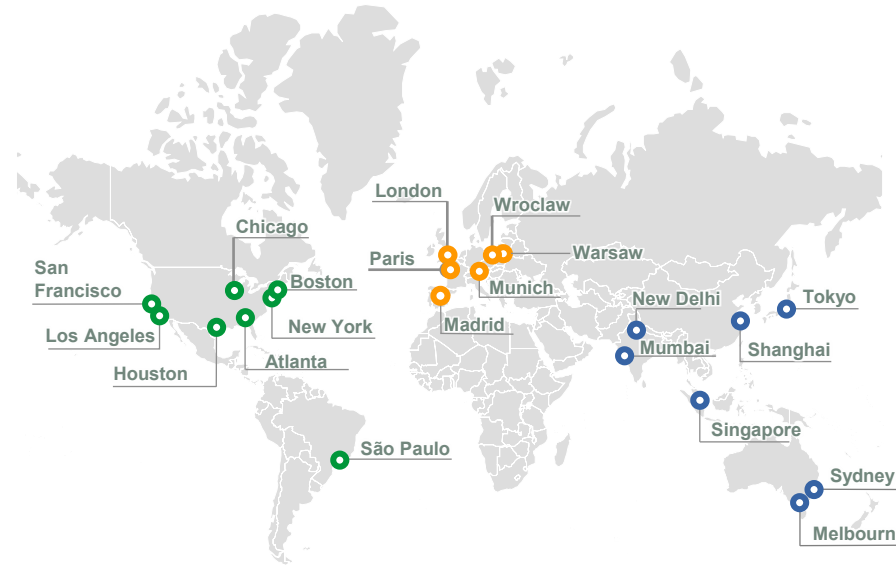 London
Wroclaw
Chicago
Paris
Warsaw
San
Francisco
Boston
Munich
New Delhi
Tokyo
Los Angeles
New York
Madrid
Mumbai
Shanghai
Houston
Atlanta
Singapore
São Paulo
Sydney
Melbourn